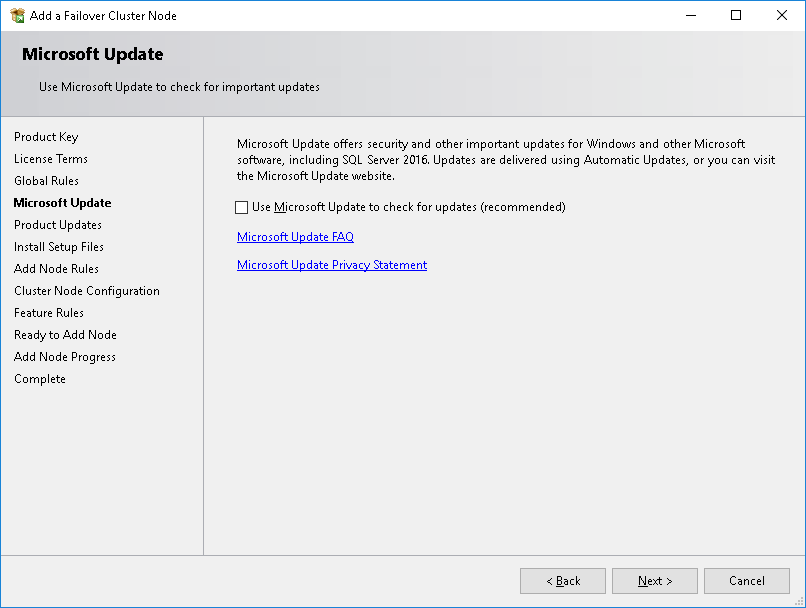 Add a Failover Cluster Node
Microsoft Update
Use Microsoft Update to check for important updates
Product Key
License Terms
Global Rules
Microsoft Update
Product Updates
Install Setup Files
Add Node Rules
Cluster Node Configuration
Feature Rules
Ready to Add Node
Add Node Progress
Complete
Microsoft Update offers security and other important updates for Windows and other Microsoft
software, including SQL Server 2016. Updates are delivered using Automatic Updates, or you can visit
the Microsoft Update website.
Use Microsoft Update to check for updates (recommended)
Microsoft Update FAQ
Microsoft Update Privacy Statement
< Back
Next >
Cancel